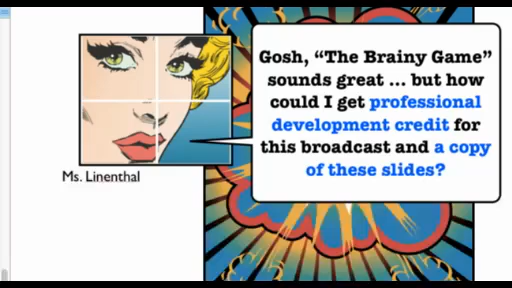 Gosh, “The Brainy Game”
sounds great ... but how
could I get professional
development credit for
this broadcast and a copy
of these slides?
Ms. Linenthal